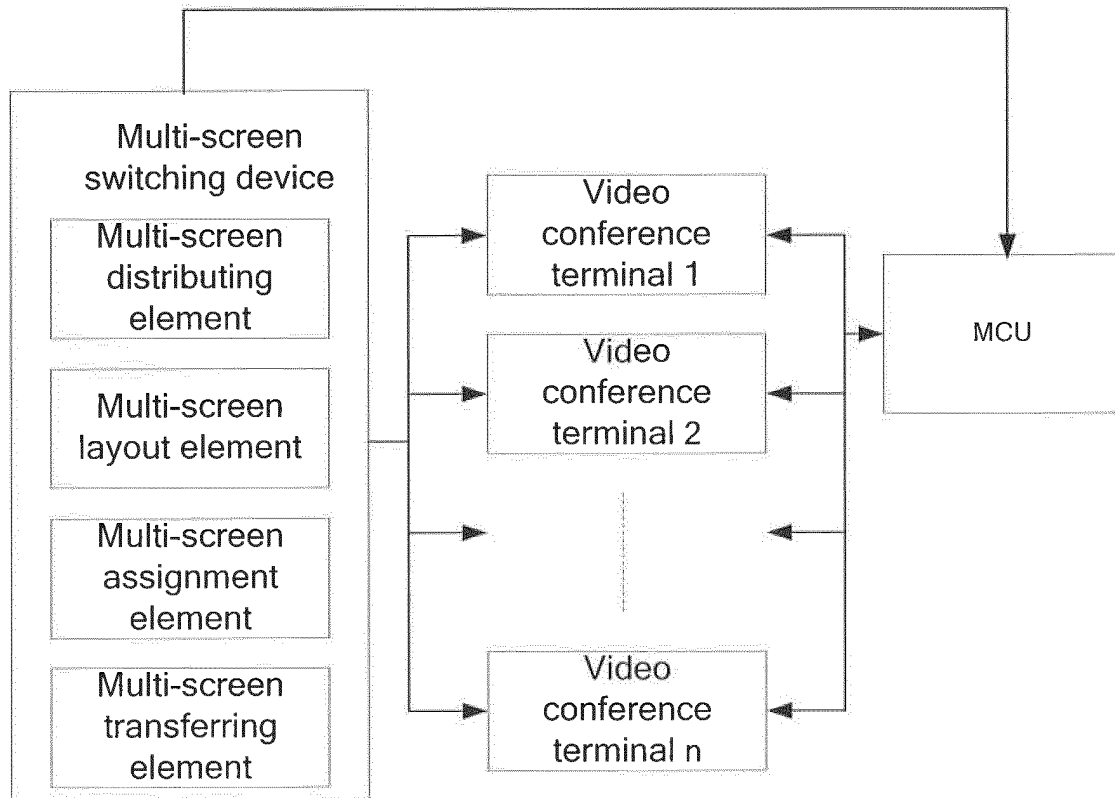 Multi-screen
switching device
Multi-screen
distributing
element
Multi-screen
layout element
Multi-screen
assignment
element
Multi-screen
transferring
element
Video
conference
terminal 1
Video
conference
terminal 2
Video
conference
terminal n
MCU